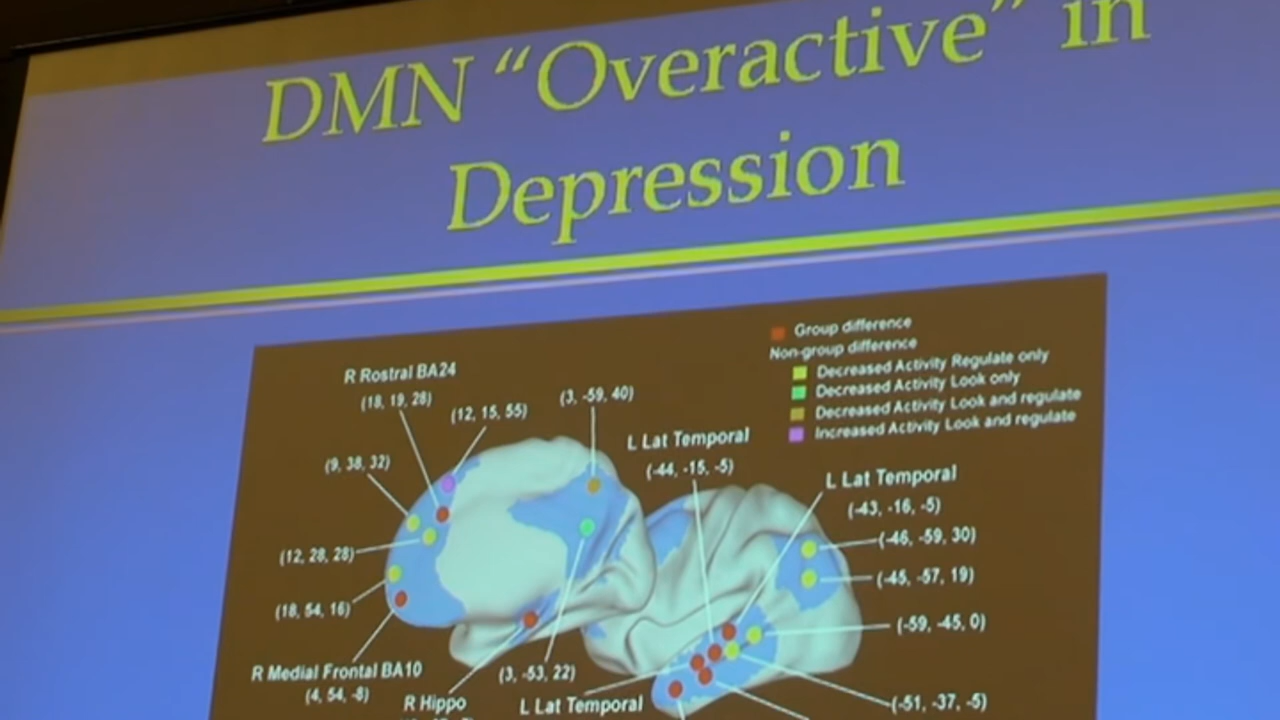 DMN “Overactive” in
Depression
Group difference
Non-group difference
Decreased Activity Regulate only
Decreased Activity Look only
Decreased Activity Look and regulate
Increased Activity Look and regulate
R Rostral BA24
(18, 19, 28)
(12, 15, 55)
(3, -59, 40)
(9, 38, 32)
L Lat Temporal
(-44, -15, -5)
L Lat Temporal
(-43, -16, -5)
(-46, -59, 30)
(12, 28, 28)
(-45, -57, 19)
(18, 54, 16)
(-59, -45, 0)
R Medial Frontal BA10
(4, 54, -8)
(3, -53, 22)
R Hippo
L Lat Temporal
(-51, -37, -5)